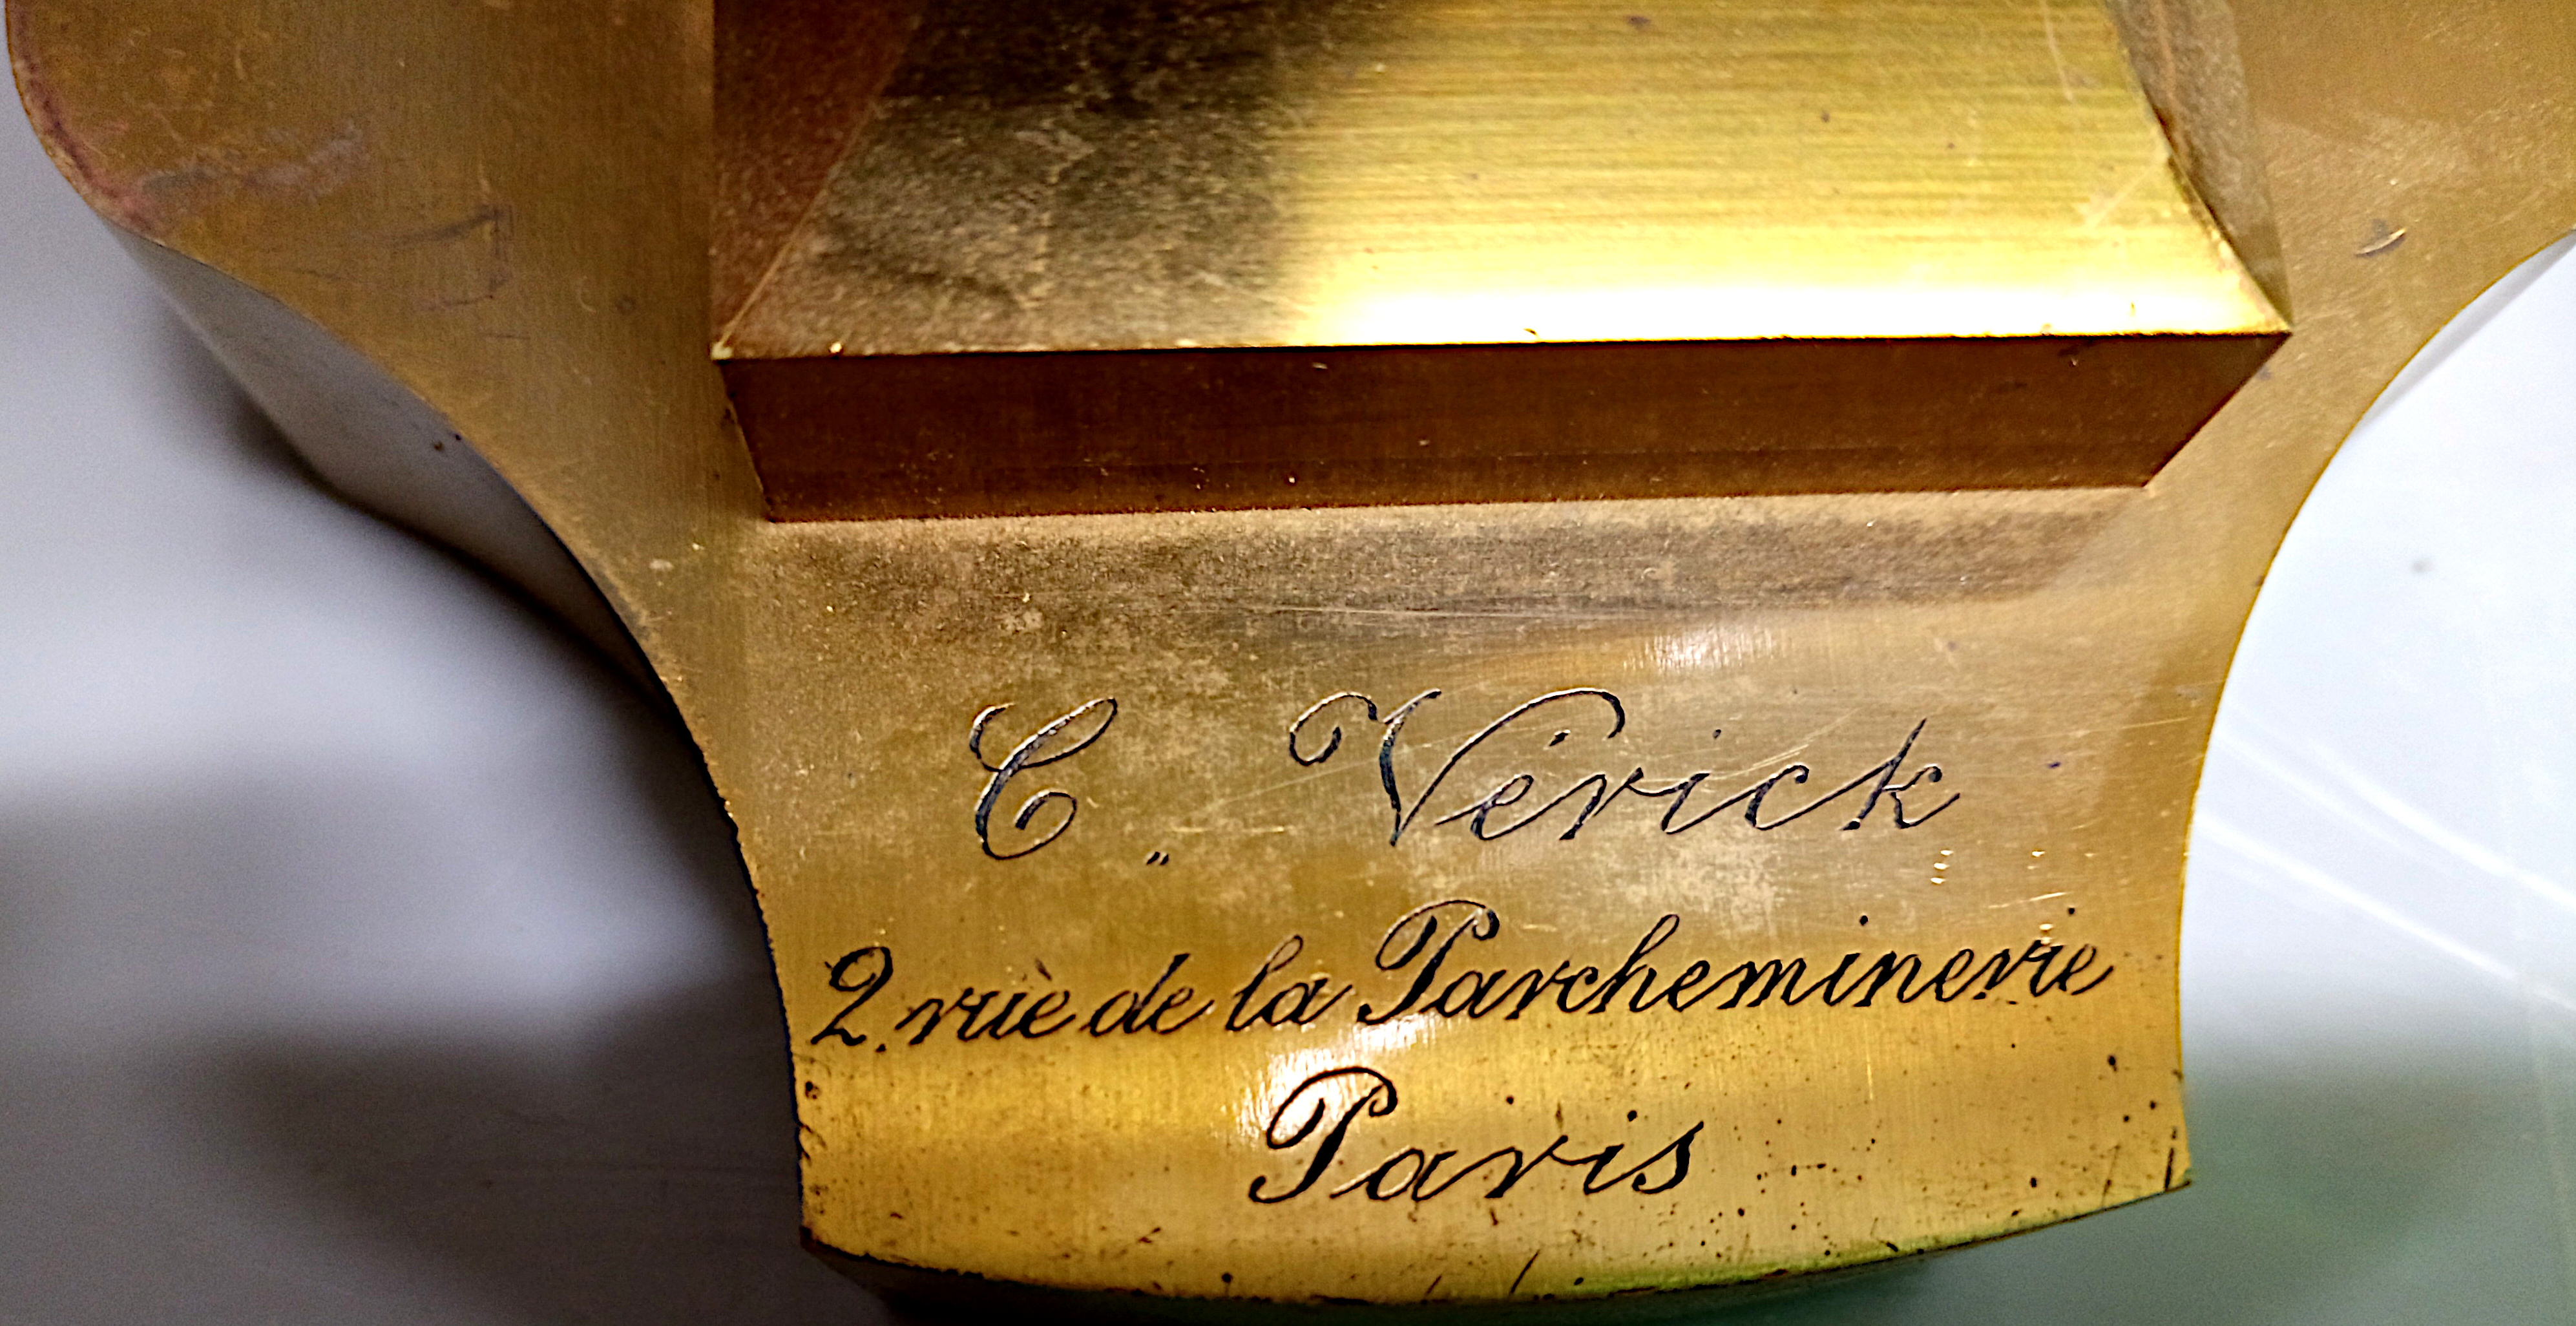 C„ Vérick
2. rue de la Parcheminerie
Paris